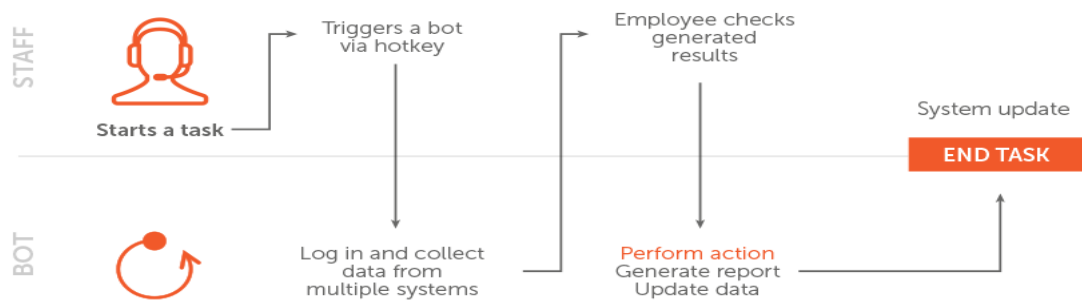 STAFF
Starts a task
Triggers a bot
via hotkey
Employee checks
generated
results
System update
END TASK
BOT
Log in and collect
data from
multiple systems
Perform action
Generate report
Update data